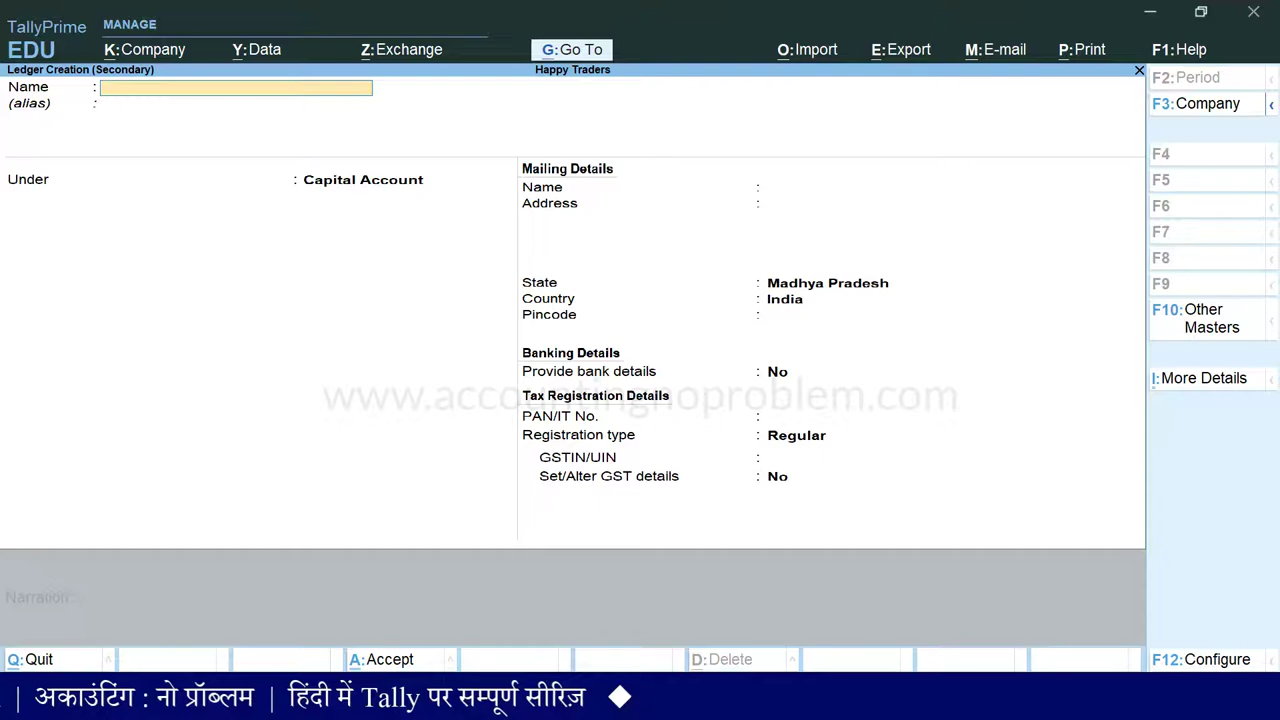 TallyPrime
EDU
MANAGE
K:Company Y:Data Z:Exchange G:Go To O:Import E:Export M:E-mail P:Print F1:Help
Ledger Creation (Secondary) Happy Traders
Name :
(alias) :
Under : Capital Account
Mailing Details
Name :
Address :
State : Madhya Pradesh
Country : India
Pincode :
Banking Details
Provide bank details : No
www.accountingnoproblem.com
Tax Registration Details
PAN/IT No. :
Registration type : Regular
GSTIN/UIN :
Set/Alter GST details : No
Narration:
F2:Period
F3:Company
F4
F5
F6
F7
F8
F9
F10:Other
Masters
I:More Details
Q:Quit A:Accept D:Delete F12:Configure
| अकाउंटिंग : नो प्रॉब्लम | हिंदी में Tally पर सम्पूर्ण सीरिज़ ◆